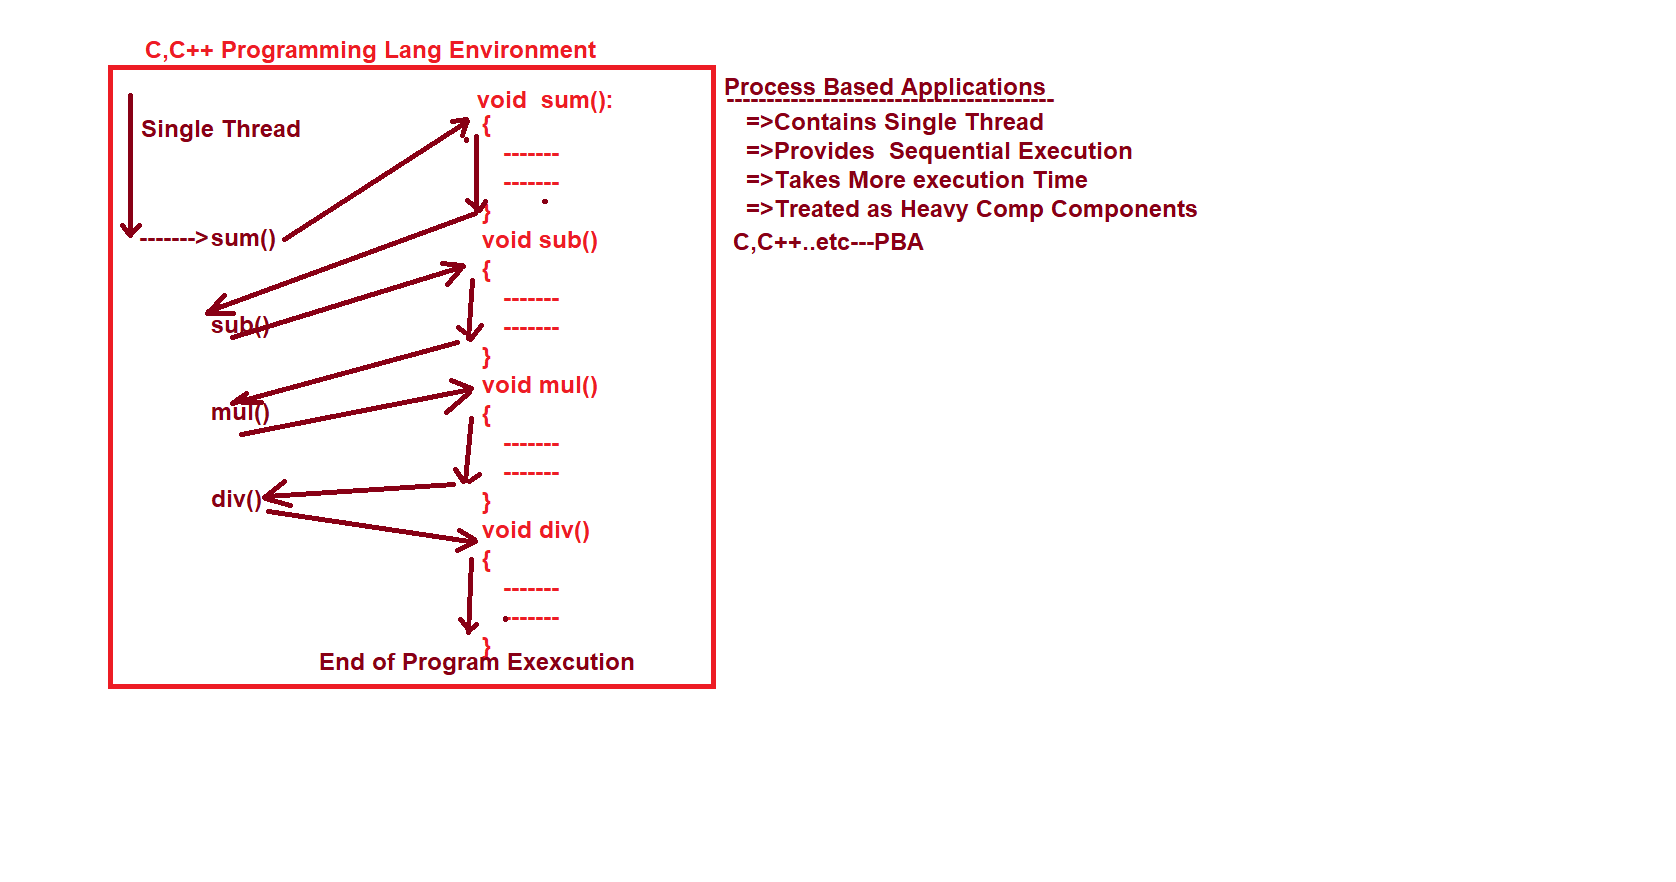 C,C++ Programming Lang Environment
Single Thread
------->sum()
sub()
mul()
div()
void  sum():
{
-------
-------
}
void sub()
{
-------
-------
}
void mul()
{
-------
-------
}
void div()
{
-------
-------
}
End of Program Exexcution
Process Based Applications
-----------------------------------------
=>Contains Single Thread
=>Provides  Sequential Execution
=>Takes More execution Time
=>Treated as Heavy Comp Components
C,C++..etc---PBA